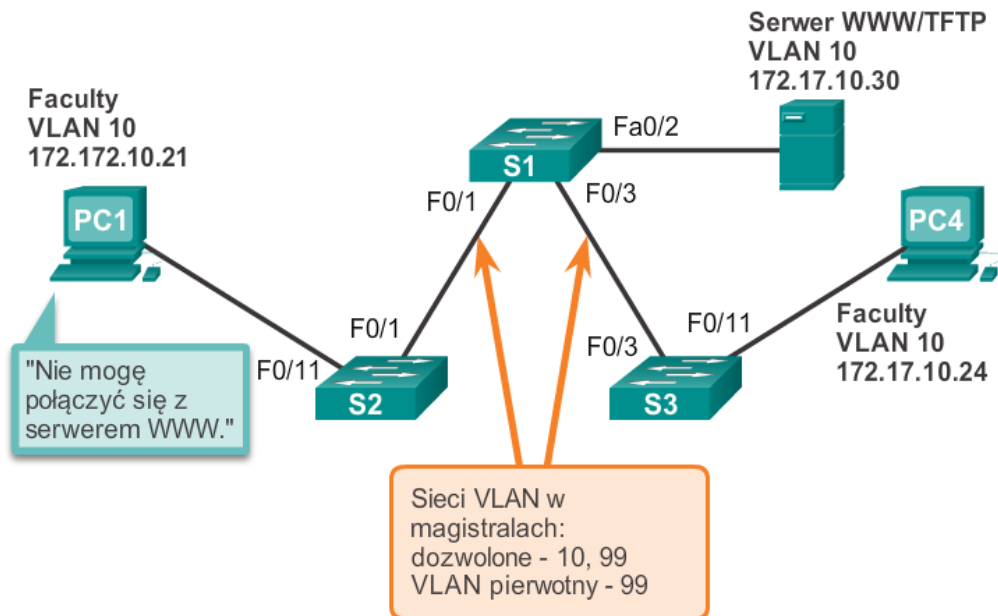 Serwer WWW/TFTP
VLAN 10
172.17.10.30
Faculty
VLAN 10
172.172.10.21
Fa0/2
S1
F0/1
F0/3
PC1
PC4
F0/1
F0/11
F0/3
F0/11
Faculty
VLAN 10
172.17.10.24
"Nie mogę
połączyć się z
serwerem WWW."
S2
S3
Sieci VLAN w
magistralach:
dozwolone - 10, 99
VLAN pierwotny - 99